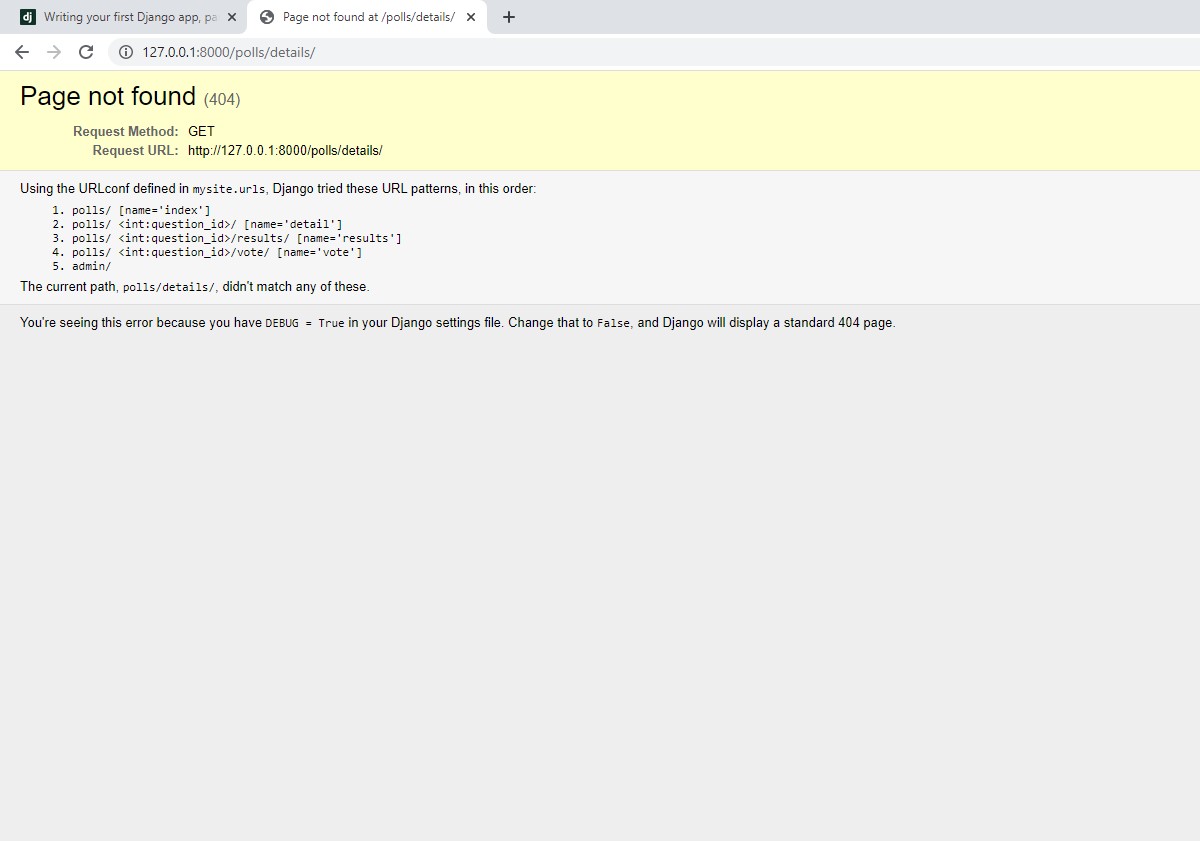 dj Writing your first Django app, pa
Page not found at /polls/details/
127.0.0.1:8000/polls/details/
Page not found (404)
Request Method: GET
Request URL: http://127.0.0.1:8000/polls/details/
Using the URLconf defined in mysite.urls, Django tried these URL patterns, in this order:
1. polls/ [name='index']
2. polls/ <int:question_id>/ [name='detail']
3. polls/ <int:question_id>/results/ [name='results']
4. polls/ <int:question_id>/vote/ [name='vote']
5. admin/
The current path, polls/details/, didn't match any of these.
You're seeing this error because you have DEBUG = True in your Django settings file. Change that to False, and Django will display a standard 404 page.